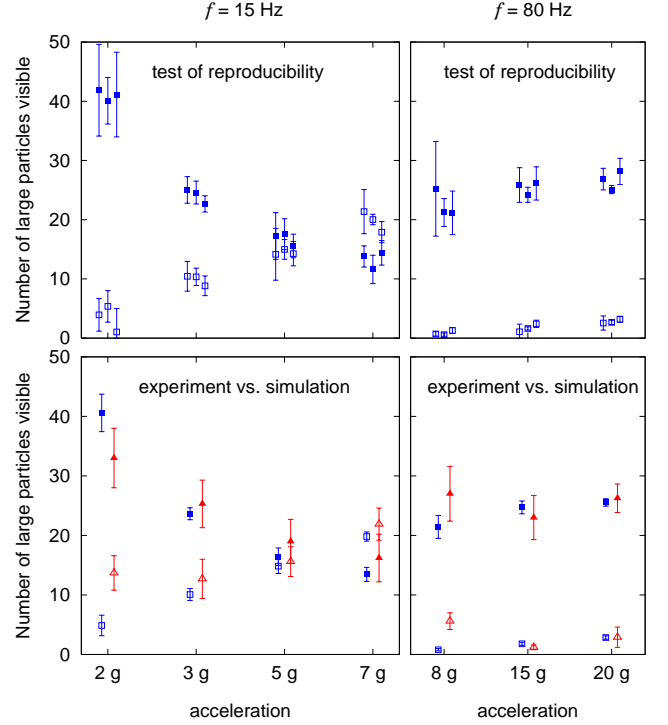 f = 15 Hz
f = 80 Hz
Number of large particles visible
50
40
30
20
10
0
test of reproducibility
test of reproducibility
Number of large particles visible
50
40
30
20
10
0
experiment vs. simulation
experiment vs. simulation
2 g 3 g 5 g 7 g
8 g 15 g 20 g
acceleration
acceleration